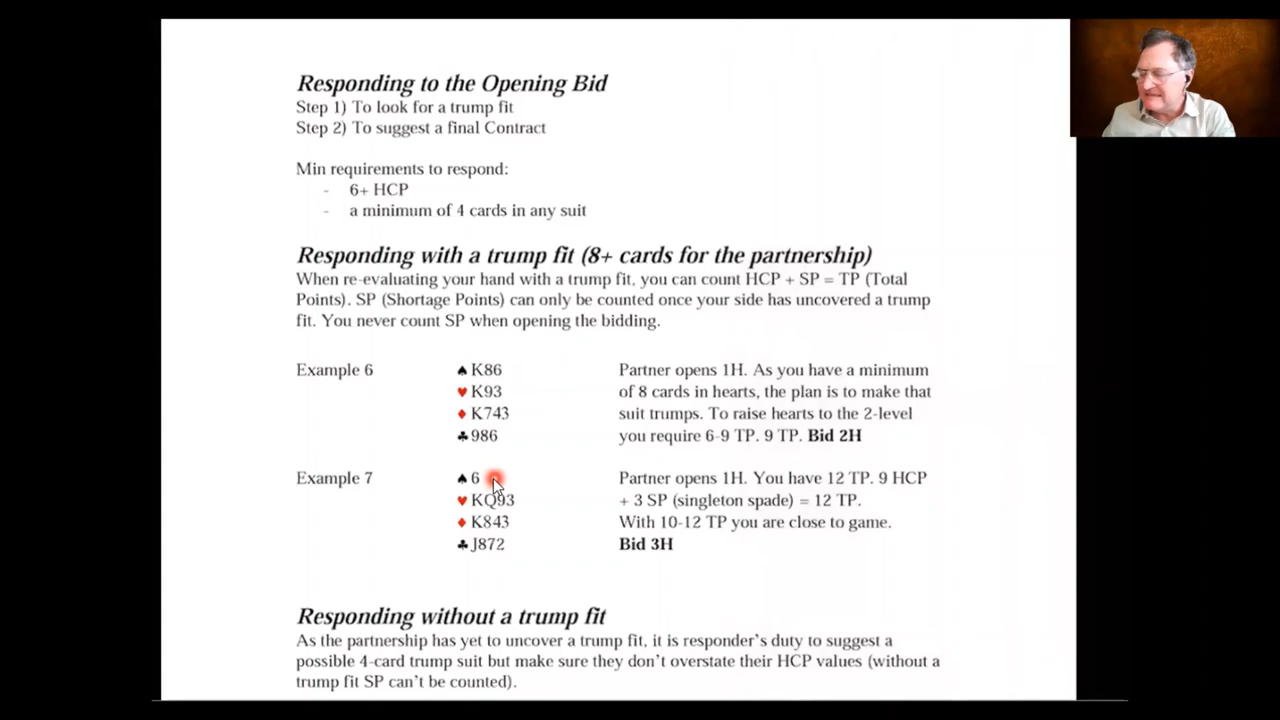 Responding to the Opening Bid
Step 1) To look for a trump fit
Step 2) To suggest a final Contract
Min requirements to respond:
- 6+ HCP
- a minimum of 4 cards in any suit
Responding with a trump fit (8+ cards for the partnership)
When re-evaluating your hand with a trump fit, you can count HCP + SP = TP (Total
Points). SP (Shortage Points) can only be counted once your side has uncovered a trump
fit. You never count SP when opening the bidding.
Example 6 ♠ K86 Partner opens 1H. As you have a minimum
♥ K93 of 8 cards in hearts, the plan is to make that
♦ K743 suit trumps. To raise hearts to the 2-level
♣ 986 you require 6-9 TP. 9 TP. Bid 2H
Example 7 ♠ 6 Partner opens 1H. You have 12 TP. 9 HCP
♥ KQ93 + 3 SP (singleton spade) = 12 TP.
♦ K843 With 10-12 TP you are close to game.
♣ J872 Bid 3H
Responding without a trump fit
As the partnership has yet to uncover a trump fit, it is responder's duty to suggest a
possible 4-card trump suit but make sure they don't overstate their HCP values (without a
trump fit SP can't be counted).